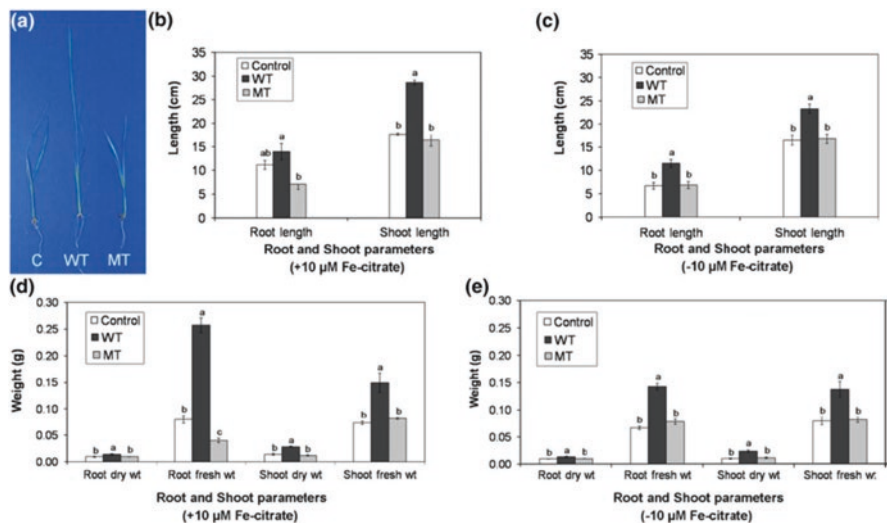 (a)
C WT MT
(b)
35
30
25
20
15
10
5
0
Length (cm)
Control
WT
MT
ab a b
b a b
Root length Shoot length
Root and Shoot parameters
(+10 µM Fe-citrate)
(c)
35
30
25
20
15
10
5
0
Length (cm)
Control
WT
MT
b a b
b a b
Root length Shoot length
Root and Shoot parameters
(-10 µM Fe-citrate)
(d)
0.30
0.25
0.20
0.15
0.10
0.05
0.00
Weight (g)
Control
WT
MT
b a b
b a c
b a b
b a b
Root dry wt Root fresh wt Shoot dry wt Shoot fresh wt
Root and Shoot parameters
(+10 µM Fe-citrate)
(e)
0.30
0.25
0.20
0.15
0.10
0.05
0.00
Weight (g)
Control
WT
MT
b a b
b a b
b a b
b a b
Root dry wt Root fresh wt Shoot dry wt Shoot fresh w:
Root and Shoot parameters
(-10 µM Fe-citrate)